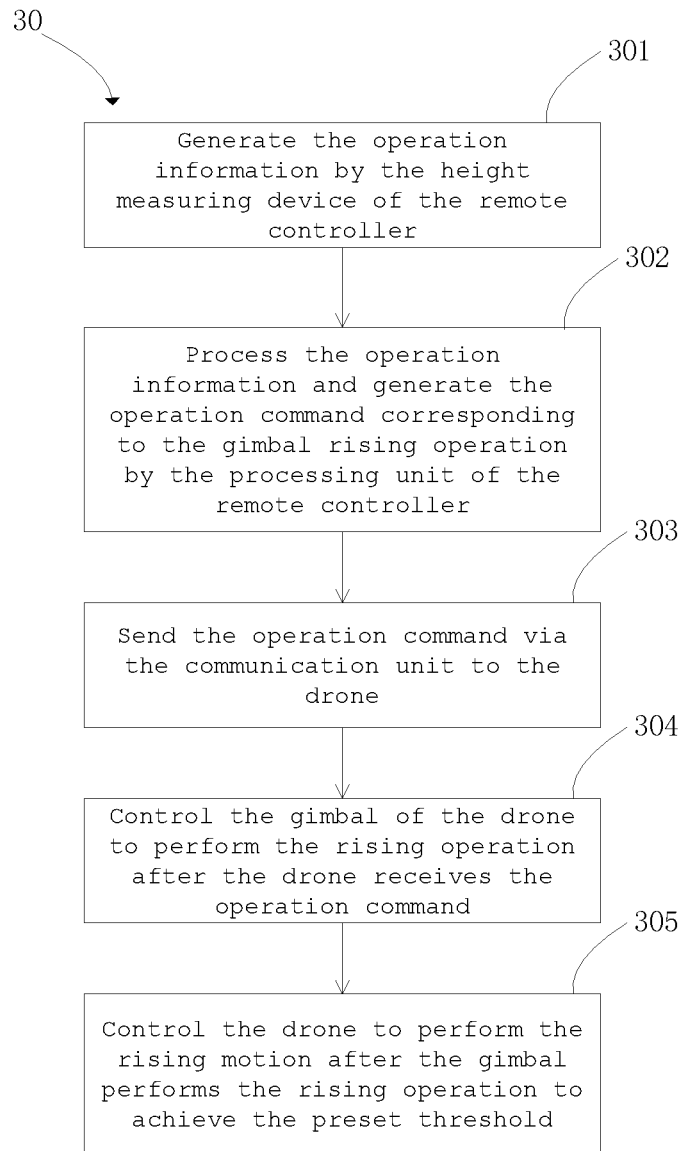 30
301
Generate the operation
information by the height
measuring device of the remote
controller
302
Process the operation
information and generate the
operation command corresponding
to the gimbal rising operation
by the processing unit of the
remote controller
303
Send the operation command via
the communication unit to the
drone
304
Control the gimbal of the drone
to perform the rising operation
after the drone receives the
operation command
305
Control the drone to perform the
rising motion after the gimbal
performs the rising operation to
achieve the preset threshold